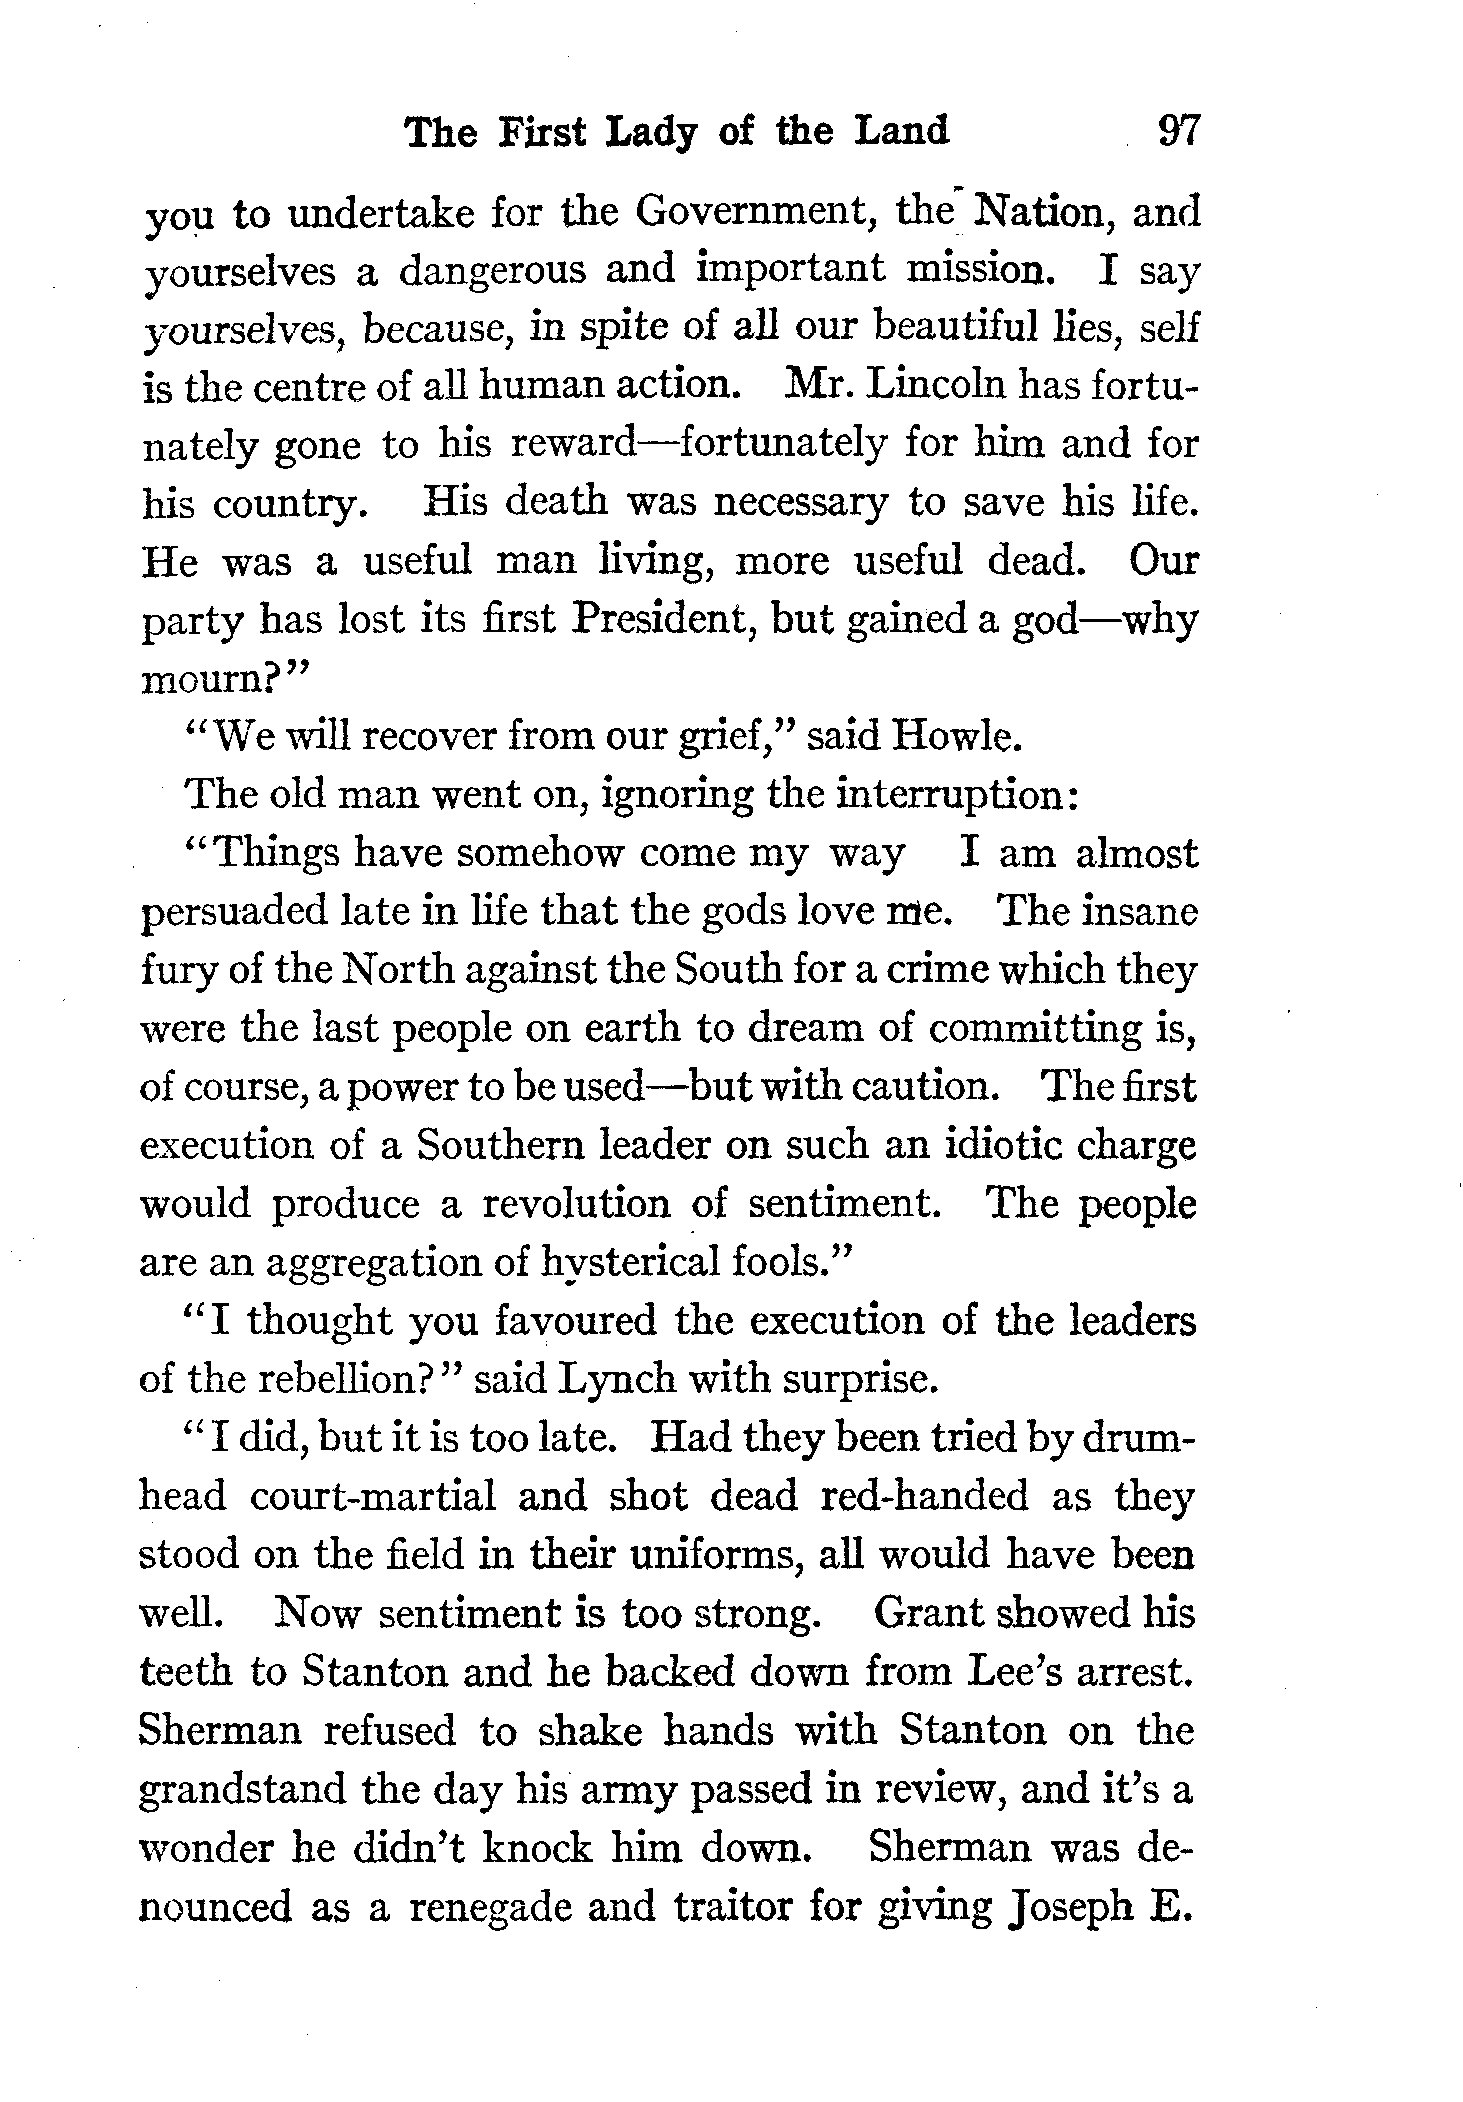 The First Lady of the Land 97
you to undertake for the Government, the Nation, and
yourselves a dangerous and important mission. I say
yourselves, because, in spite of all our beautiful lies, self
is the centre of all human action. Mr. Lincoln has fortu-
nately gone to his reward—fortunately for him and for
his country. His death was necessary to save his life.
He was a useful man living, more useful dead. Our
party has lost its first President, but gained a god—why
mourn?"
"We will recover from our grief," said Howle.
The old man went on, ignoring the interruption:
"Things have somehow come my way I am almost
persuaded late in life that the gods love me. The insane
fury of the North against the South for a crime which they
were the last people on earth to dream of committing is,
of course, a power to be used—but with caution. The first
execution of a Southern leader on such an idiotic charge
would produce a revolution of sentiment. The people
are an aggregation of hysterical fools."
"I thought you favoured the execution of the leaders
of the rebellion?" said Lynch with surprise.
"I did, but it is too late. Had they been tried by drum-
head court-martial and shot dead red-handed as they
stood on the field in their uniforms, all would have been
well. Now sentiment is too strong. Grant showed his
teeth to Stanton and he backed down from Lee's arrest.
Sherman refused to shake hands with Stanton on the
grandstand the day his army passed in review, and it's a
wonder he didn't knock him down. Sherman was de-
nounced as a renegade and traitor for giving Joseph E.